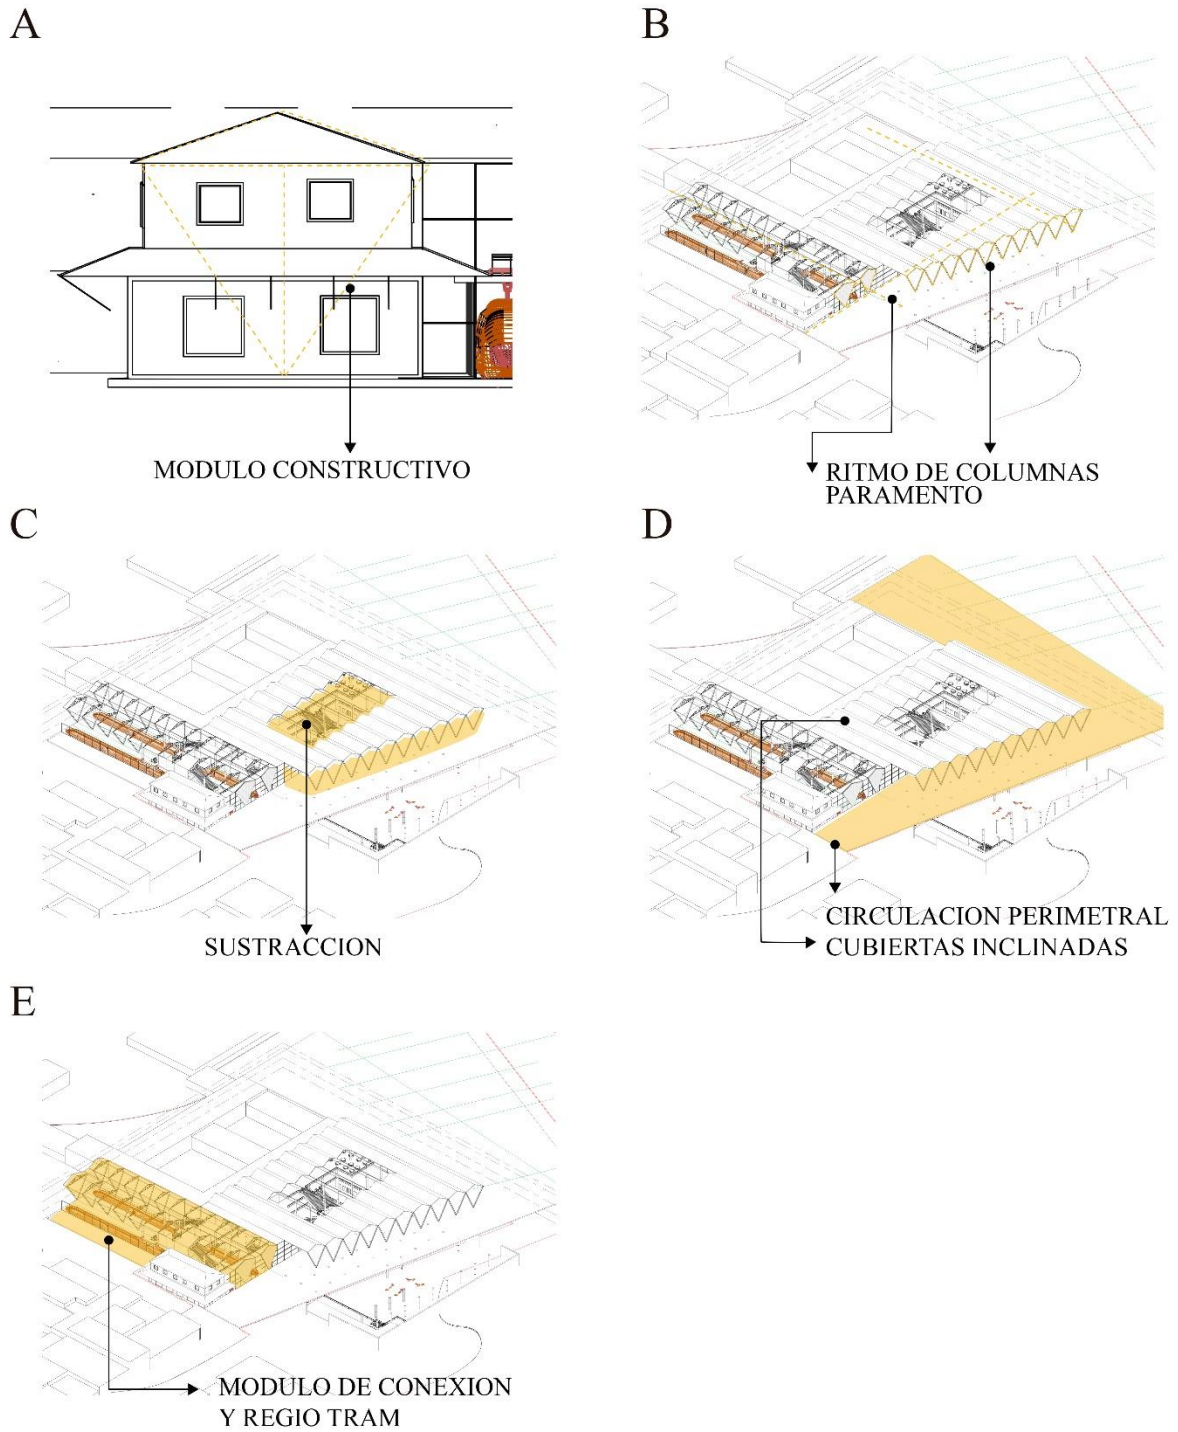 A
B
MODULO CONSTRUCTIVO
RITMO DE COLUMNAS
PARAMENTO
C
D
SUSTRACCION
CIRCULACION PERIMETRAL
CUBIERTAS INCLINADAS
E
MODULO DE CONEXION
Y REGIO TRAM